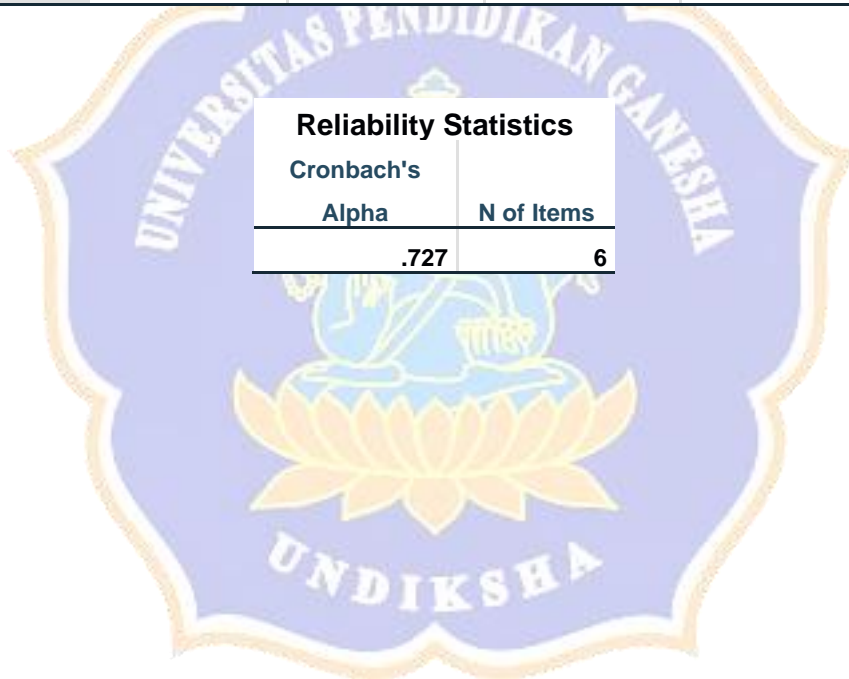 UNIVERSITAS PENDIDIKAN GANESHA
Reliability Statistics
Cronbach's
Alpha N of Items
.727 6
UNDIKSHA